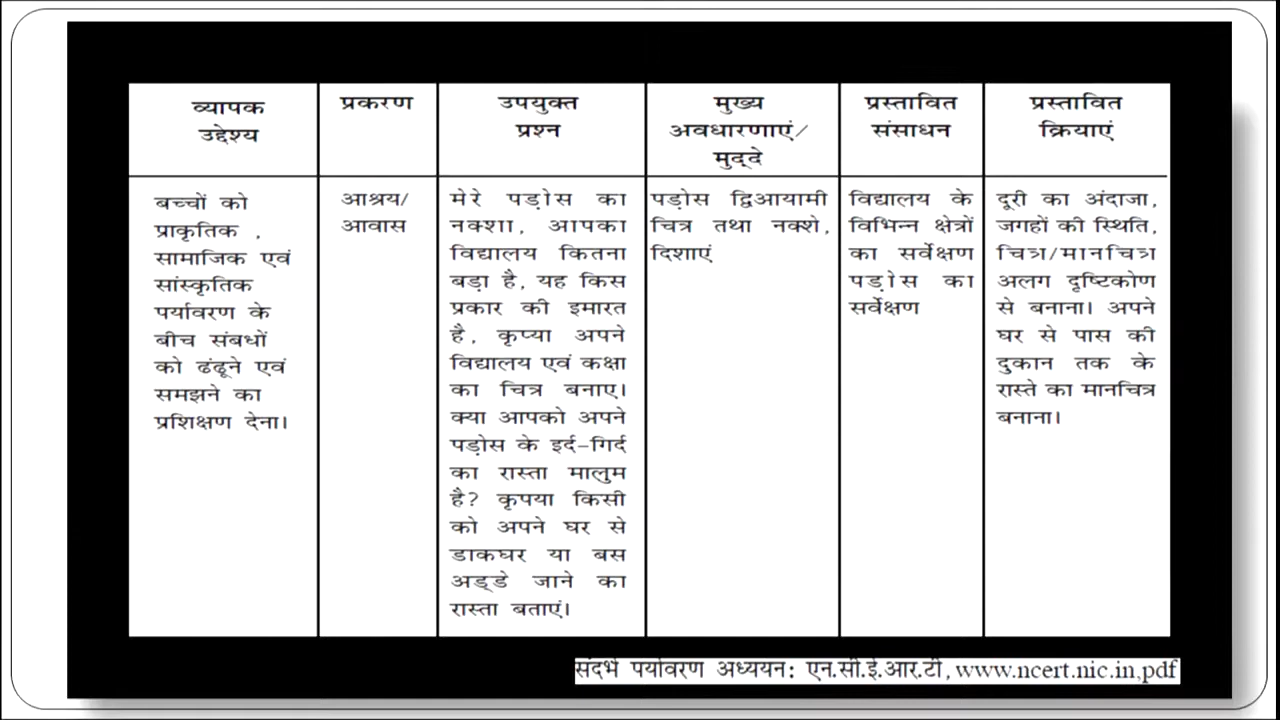 व्यापक
उद्देश्य
प्रकरण
उपयुक्त
प्रश्न
मुख्य
अवधारणाएं/
मुद्दे
प्रस्तावित
संसाधन
प्रस्तावित
क्रियाएं
बच्चों को
प्राकृतिक ,
सामाजिक एवं
सांस्कृतिक
पर्यावरण के
बीच संबधों
को ढंढूने एवं
समझने का
प्रशिक्षण देना।
आश्रय/
आवास
मेरे पड़ोस का
नक्शा, आपका
विद्यालय कितना
बड़ा है, यह किस
प्रकार की इमारत
है, कृप्या अपने
विद्यालय एवं कक्षा
का चित्र बनाए।
क्या आपको अपने
पड़ोस के इर्द-गिर्द
का रास्ता मालुम
है? कृपया किसी
को अपने घर से
डाकघर या बस
अड्डे जाने का
रास्ता बताएं।
पड़ोस द्विआयामी
चित्र तथा नक्शे,
दिशाएं
विद्यालय के
विभिन्न क्षेत्रों
का सर्वेक्षण
पड़ोस का
सर्वेक्षण
दूरी का अंदाजा,
जगहों की स्थिति,
चित्र/मानचित्र
अलग दृष्टिकोण
से बनाना। अपने
घर से पास की
दुकान तक के
रास्ते का मानचित्र
बनाना।
संदर्भ पर्यावरण अध्ययन: एन.सी.ई.आर.टी, www.ncert.nic.in,pdf